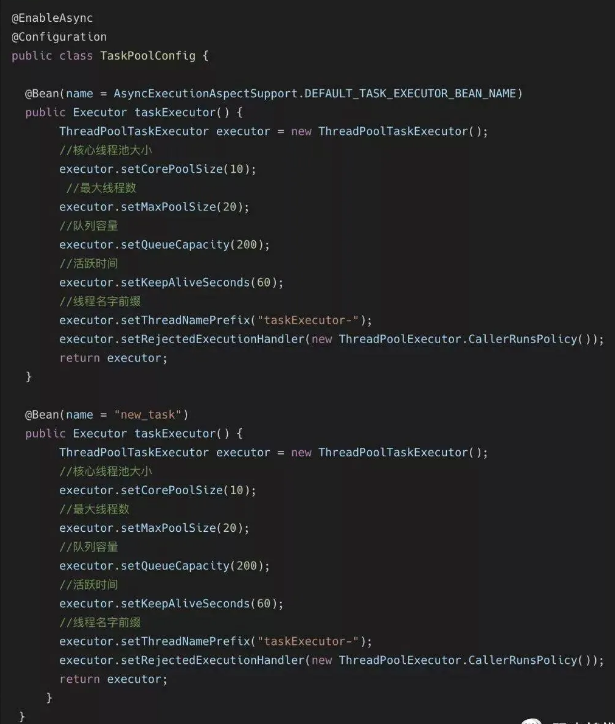 @EnableAsync
@Configuration
public class TaskPoolConfig {
@Bean(name = AsyncExecutionAspectSupport.DEFAULT_TASK_EXECUTOR_BEAN_NAME)
public Executor taskExecutor() {
ThreadPoolTaskExecutor executor = new ThreadPoolTaskExecutor();
//核心线程池大小
executor.setCorePoolSize(10);
//最大线程数
executor.setMaxPoolSize(20);
//队列容量
executor.setQueueCapacity(200);
//活跃时间
executor.setKeepAliveSeconds(60);
//线程名字前缀
executor.setThreadNamePrefix("taskExecutor-");
executor.setRejectedExecutionHandler(new ThreadPoolExecutor.CallerRunsPolicy());
return executor;
}
@Bean(name = "new_task")
public Executor taskExecutor() {
ThreadPoolTaskExecutor executor = new ThreadPoolTaskExecutor();
//核心线程池大小
executor.setCorePoolSize(10);
//最大线程数
executor.setMaxPoolSize(20);
//队列容量
executor.setQueueCapacity(200);
//活跃时间
executor.setKeepAliveSeconds(60);
//线程名字前缀
executor.setThreadNamePrefix("taskExecutor-");
executor.setRejectedExecutionHandler(new ThreadPoolExecutor.CallerRunsPolicy());
return executor;
}
}